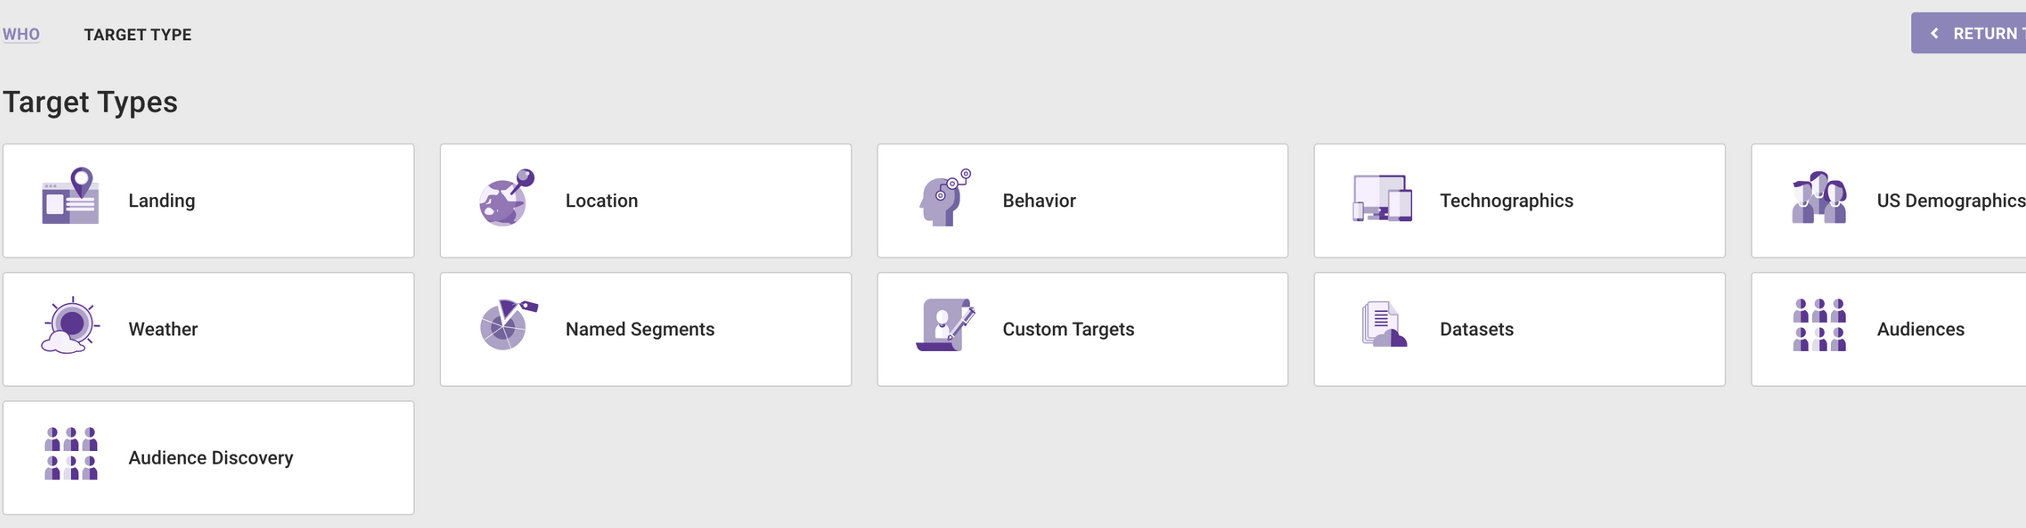 WHO TARGET TYPE
RETURN
Target Types
Landing
Location
Behavior
Technographics
US Demographics
Weather
Named Segments
Custom Targets
Datasets
Audiences
Audience Discovery